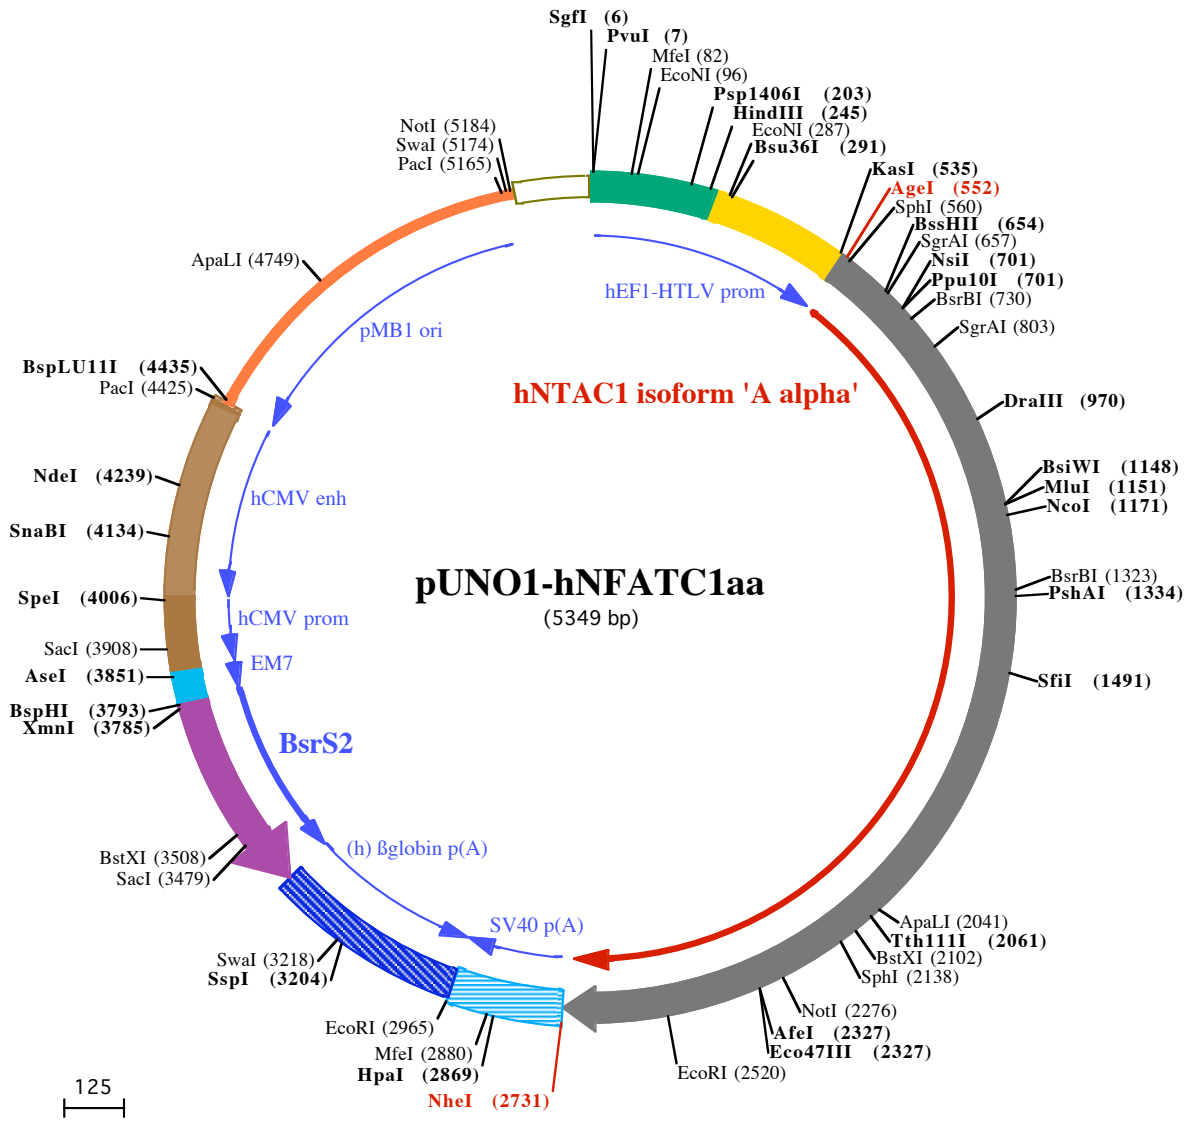 SgfI (6)
PvuI (7)
MfeI (82)
EcoNI (96)
Psp1406I (203)
HindIII (245)
EcoNI (287)
Bsu36I (291)
KasI (535)
AgeI (552)
SphI (560)
BssHII (654)
SgrAI (657)
NsiI (701)
Ppu10I (701)
BsrBI (730)
SgrAI (803)
DraIII (970)
BsiWI (1148)
MluI (1151)
NcoI (1171)
BsrBI (1323)
PshAI (1334)
SfiI (1491)
ApaLI (2041)
Tth111I (2061)
BstXI (2102)
SphI (2138)
NotI (2276)
AfeI (2327)
Eco47III (2327)
EcoRI (2520)
NheI (2731)
HpaI (2869)
MfeI (2880)
EcoRI (2965)
SspI (3204)
SwaI (3218)
SacI (3479)
BstXI (3508)
XmnI (3785)
BspHI (3793)
AseI (3851)
SacI (3908)
SpeI (4006)
SnaBI (4134)
NdeI (4239)
PacI (4425)
BspLU11I (4435)
ApaLI (4749)
PacI (5165)
SwaI (5174)
NotI (5184)
hEF1-HTLV prom
pMB1 ori
hNTAC1 isoform 'A alpha'
hCMV enh
pUNO1-hNFATC1aa
(5349 bp)
hCMV prom
EM7
BsrS2
(h) ßglobin p(A)
SV40 p(A)
125